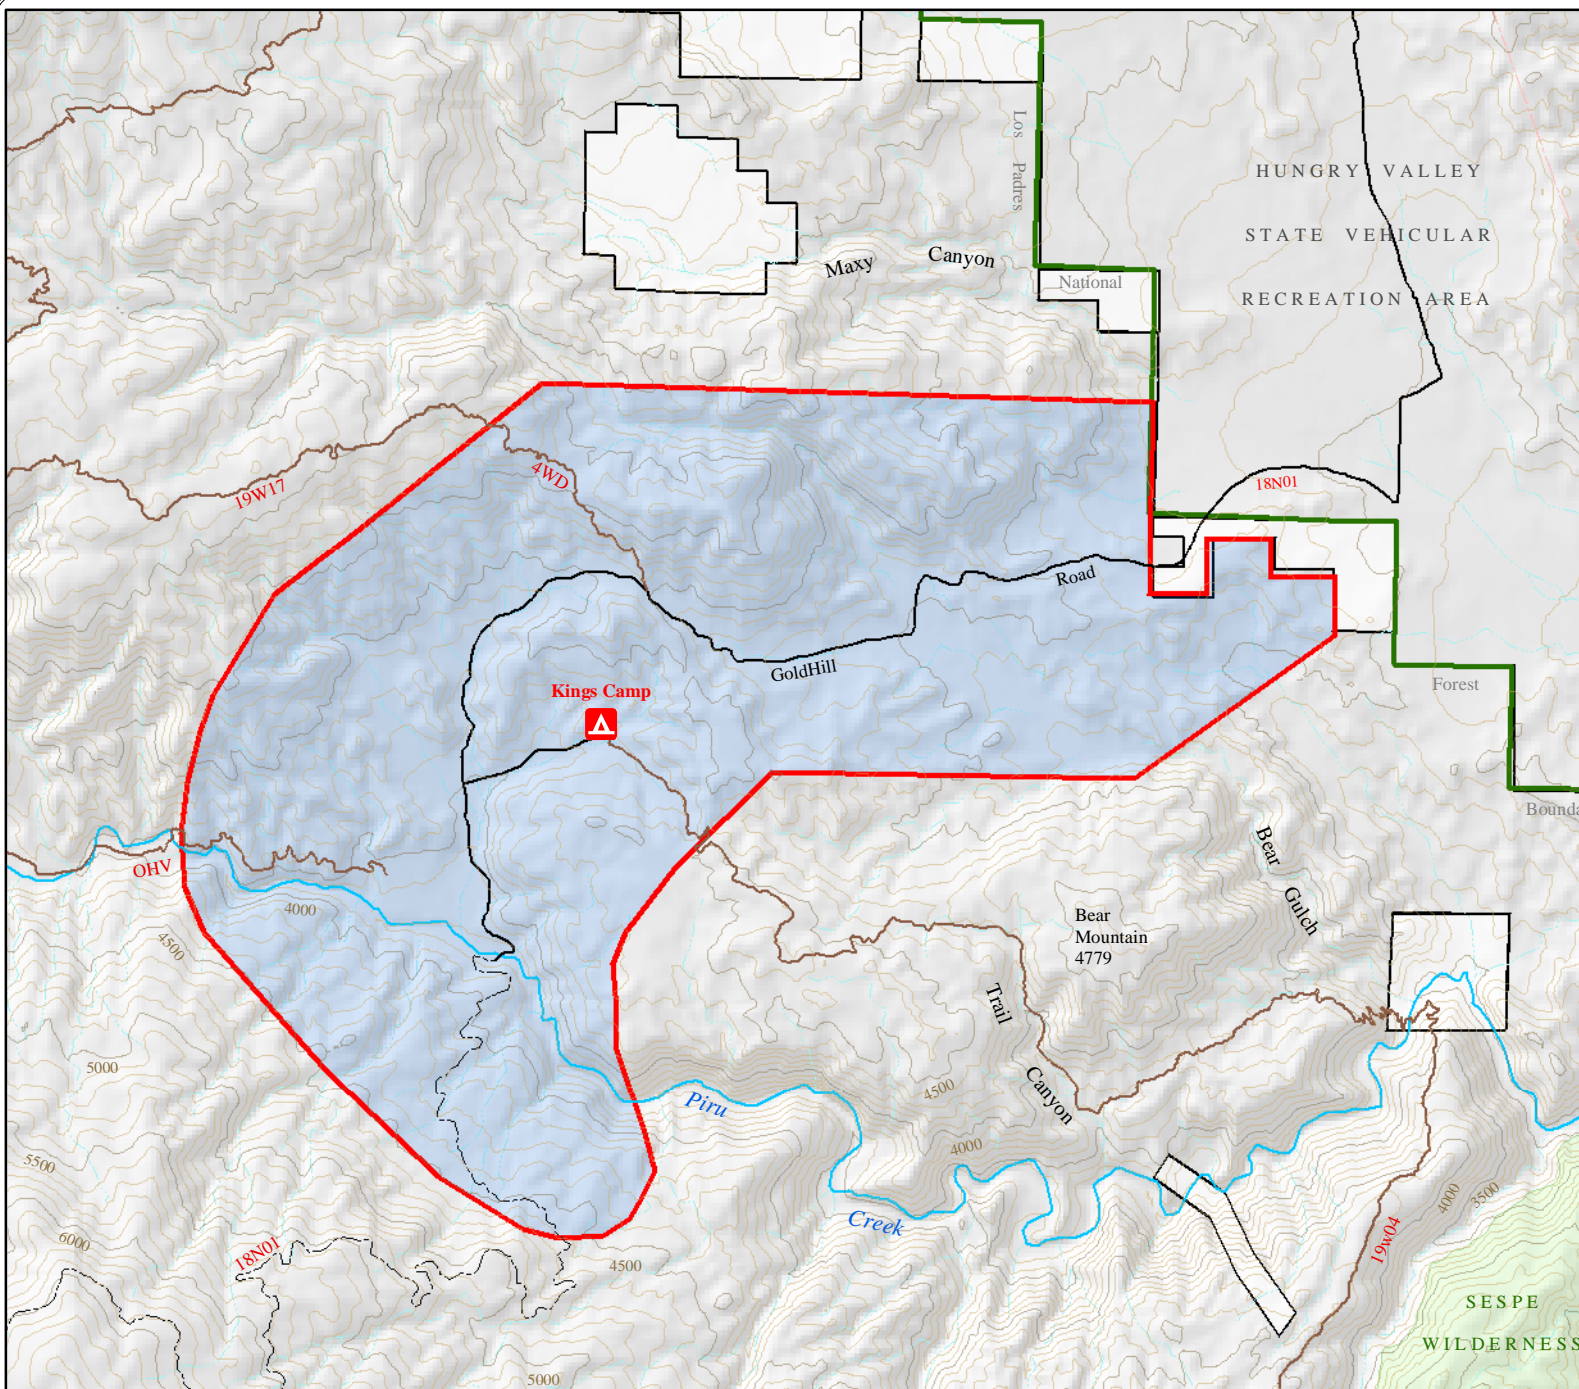 Los
Padres
HUNGRY VALLEY
STATE VEHICULAR
RECREATION AREA
Maxy Canyon
National
4WD
19W17
18N01
Road
GoldHill
Kings Camp
Forest
Bounda
OHV
4000
4500
Bear
Gulch
Bear
Mountain
4779
Trail
Canyon
5000
4500
Piru
4000
Creek
5500
6000
18N01
4500
19w04
4000
3500
SESPE
WILDERNESS
5000